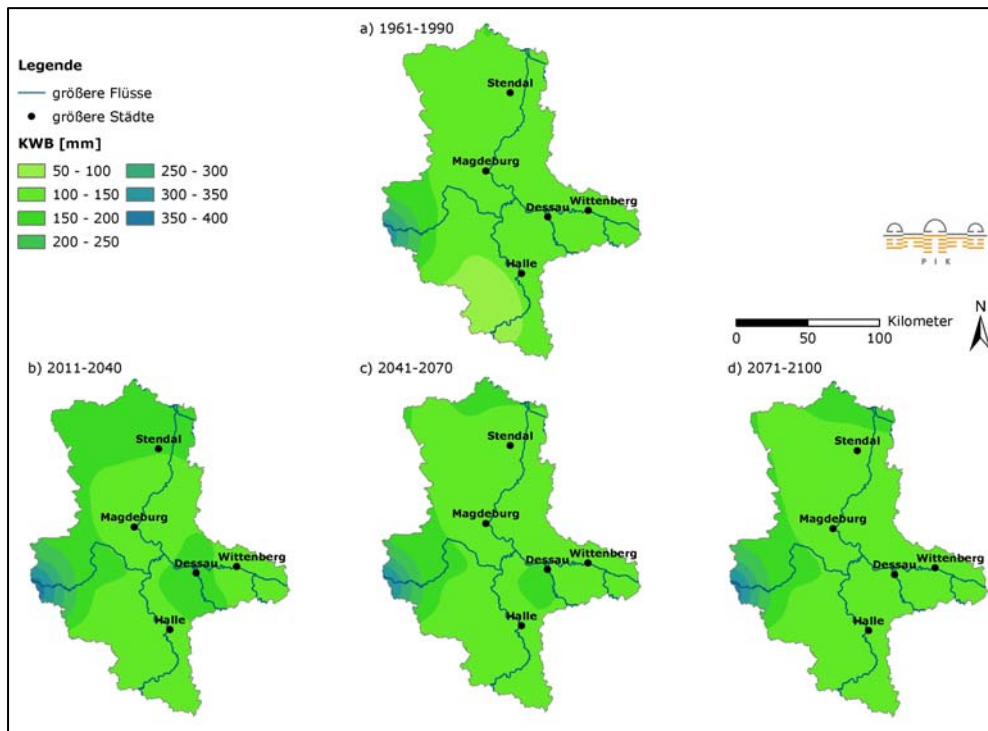 a) 1961-1990
Legende
größere Flüsse
größere Städte
KWB [mm]
50 - 100
250 - 300
100 - 150
300 - 350
150 - 200
350 - 400
200 - 250
Stendal
Magdeburg
Dessau
Wittenberg
Halle
P I K
N
Kilometer
0 50 100
b) 2011-2040
Stendal
Magdeburg
Dessau
Wittenberg
Halle
c) 2041-2070
Stendal
Magdeburg
Dessau
Wittenberg
Halle
d) 2071-2100
Stendal
Magdeburg
Dessau
Wittenberg
Halle